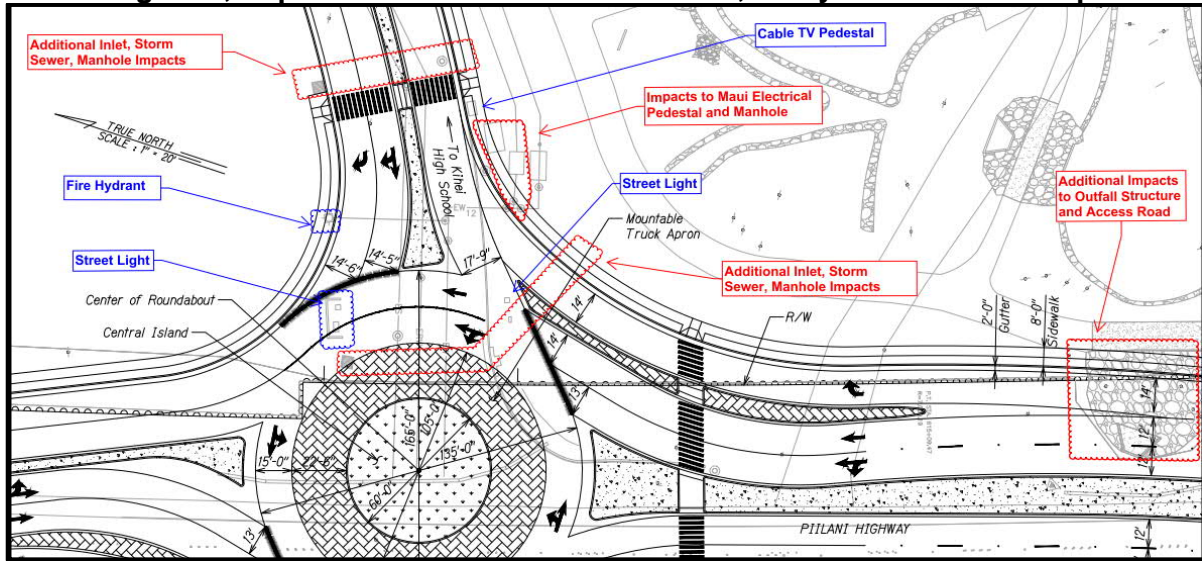 Additional Inlet, Storm
Sewer, Manhole Impacts
Cable TV Pedestal
Impacts to Maui Electrical
Pedestal and Manhole
TRUE NORTH
SCALE : 1" = 20'
To Kihei
High School
Fire Hydrant
Street Light
EW
12
Mountable
Truck Apron
Additional Impacts
to Outfall Structure
and Access Road
Street Light
14'-6"
14'-5"
17'-9"
Additional Inlet, Storm
Sewer, Manhole Impacts
Center of Roundabout
Central Island
14'
R/W
2'-0"
Gutter
8'-0"
Sidewalk
14'
13'
14'
12'
166'-0"
105'-0"
135'-0"
60'-0"
15'-0"
22'-6"
13'
PIILANI HIGHWAY
12'
12'